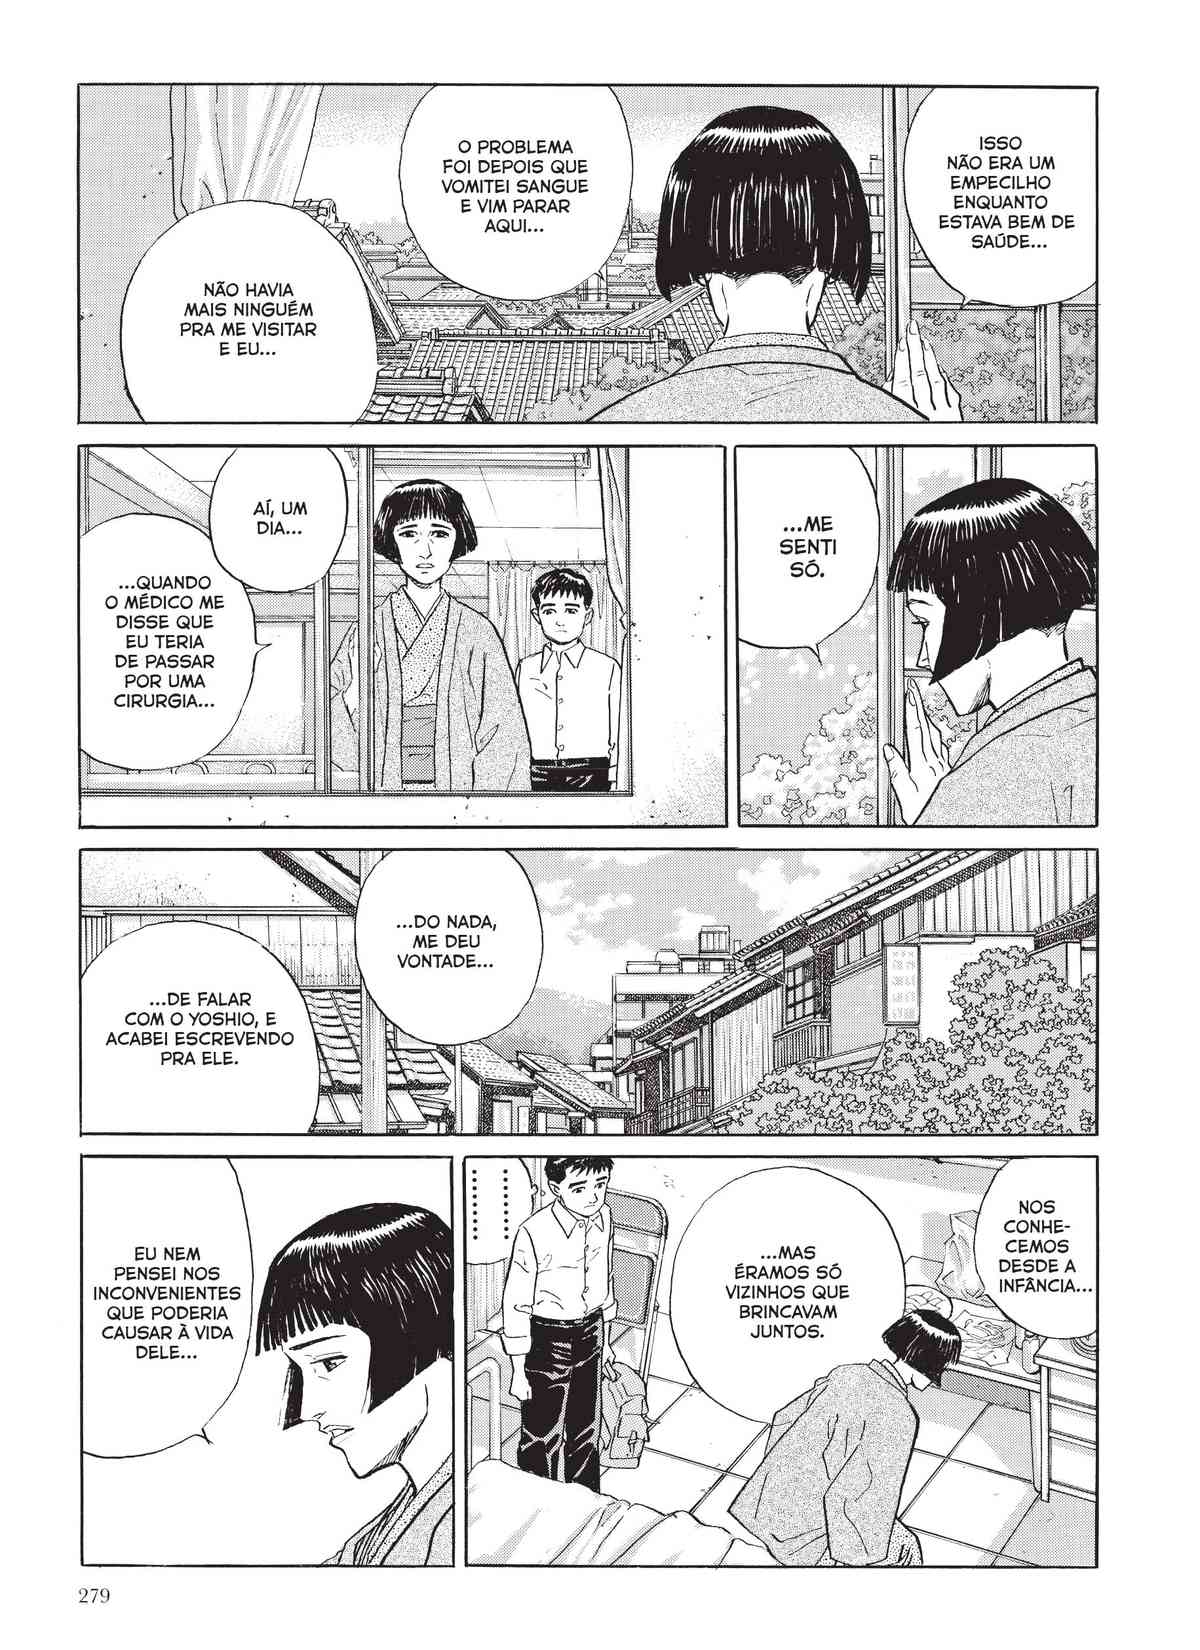 ISSO
NÃO ERA UM
EMPECILHO
ENQUANTO
ESTAVA BEM DE
SAÚDE...
O PROBLEMA
FOI DEPOIS QUE
VOMITEI SANGUE
E VIM PARAR
AQUI...
NÃO HAVIA
MAIS NINGUÉM
PRA ME VISITAR
E EU...
...ME
SENTI
SÓ.
AÍ, UM
DIA...
...QUANDO
O MÉDICO ME
DISSE QUE
EU TERIA
DE PASSAR
POR UMA
CIRURGIA...
...DO NADA,
ME DEU
VONTADE...
...DE FALAR
COM O YOSHIO, E
ACABEI ESCREVENDO
PRA ELE.
NOS
CONHE-
CEMOS
DESDE A
INFÂNCIA...
...MAS
ÉRAMOS SÓ
VIZINHOS QUE
BRINCAVAM
JUNTOS.
EU NEM
PENSEI NOS
INCONVENIENTES
QUE PODERIA
CAUSAR À VIDA
DELE...
279